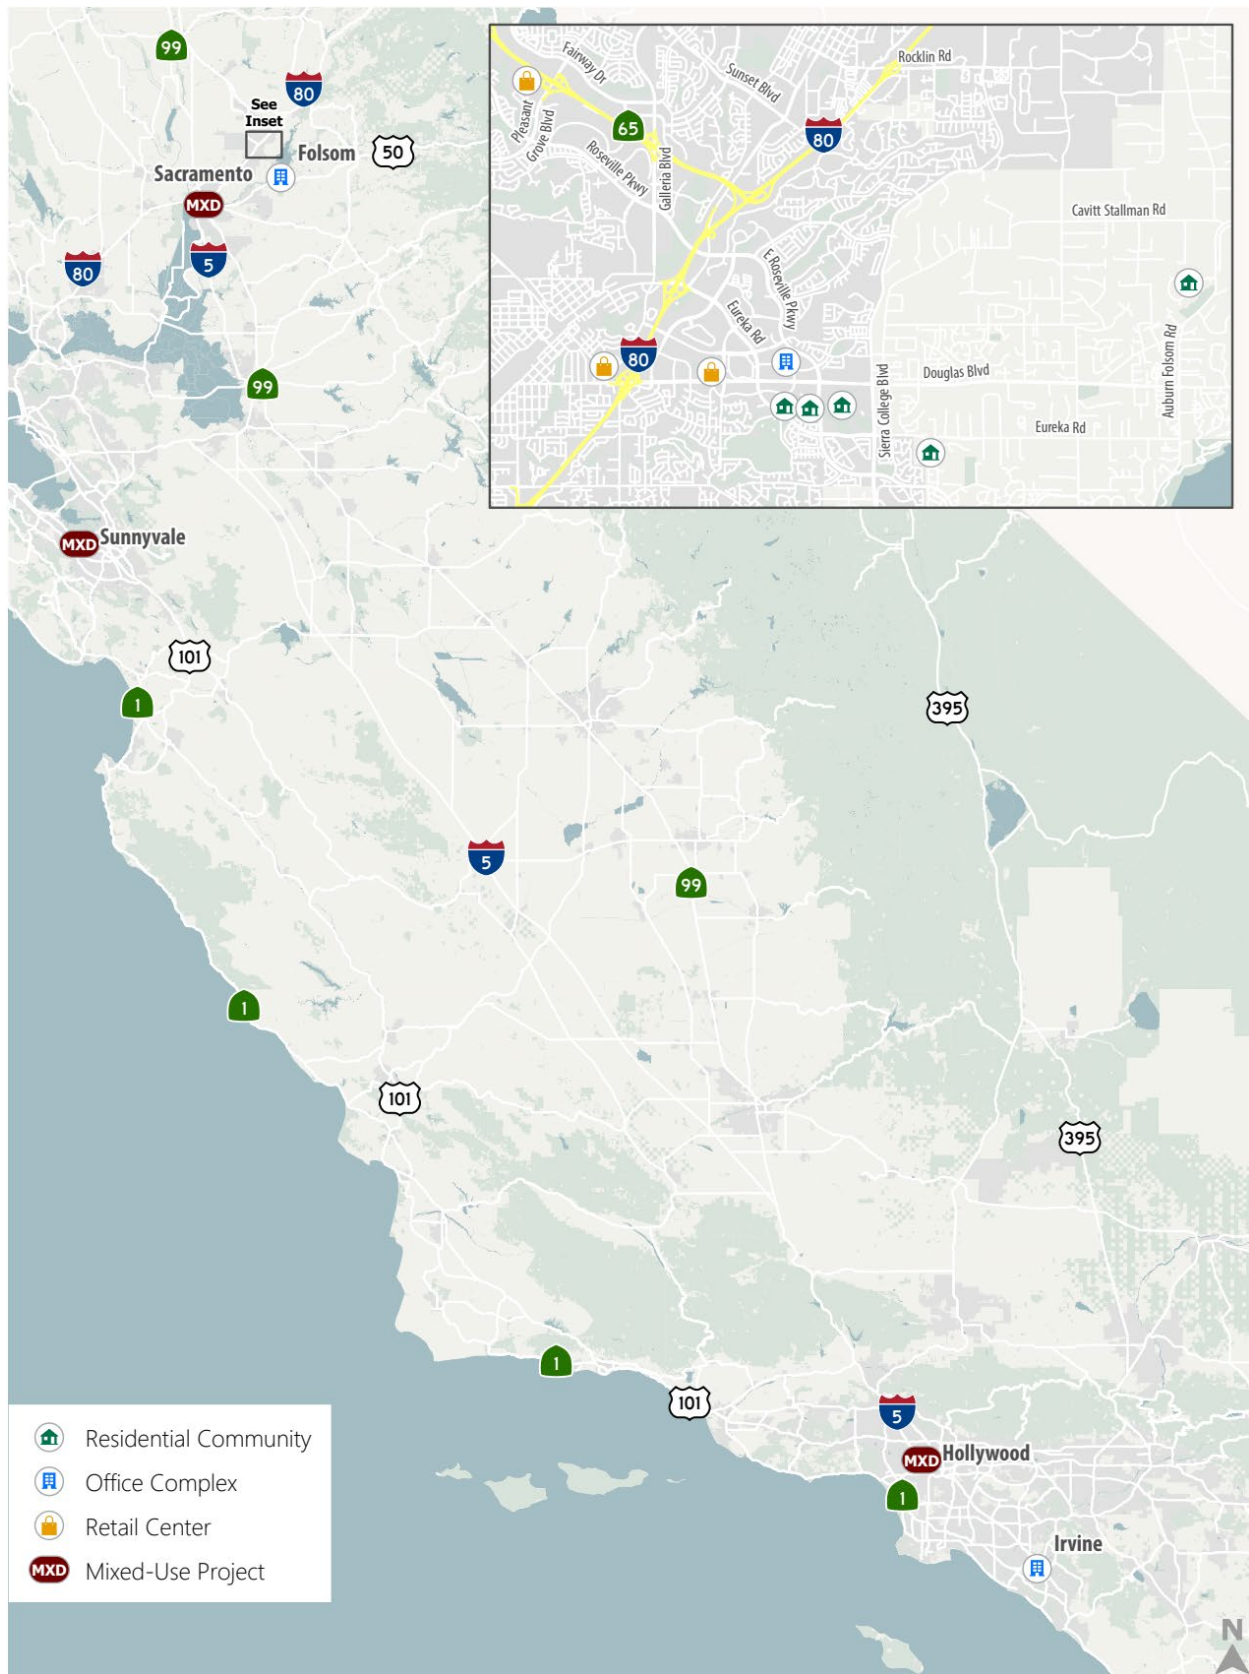 99
80
See
Inset
Folsom
50
Sacramento
MXD
80
5
99
MXD Sunnyvale
101
1
395
5
99
1
101
395
1
101
5
MXD Hollywood
1
Irvine
Fairway Dr
Sunset Blvd
Rocklin Rd
Pleasant
Grove Blvd
65
80
Roseville Pkwy
Galleria Blvd
Cavitt Stallman Rd
E Roseville Pkwy
Eureka Rd
80
Sierra College Blvd
Douglas Blvd
Auburn Folsom Rd
Eureka Rd
Residential Community
Office Complex
Retail Center
MXD Mixed-Use Project
N